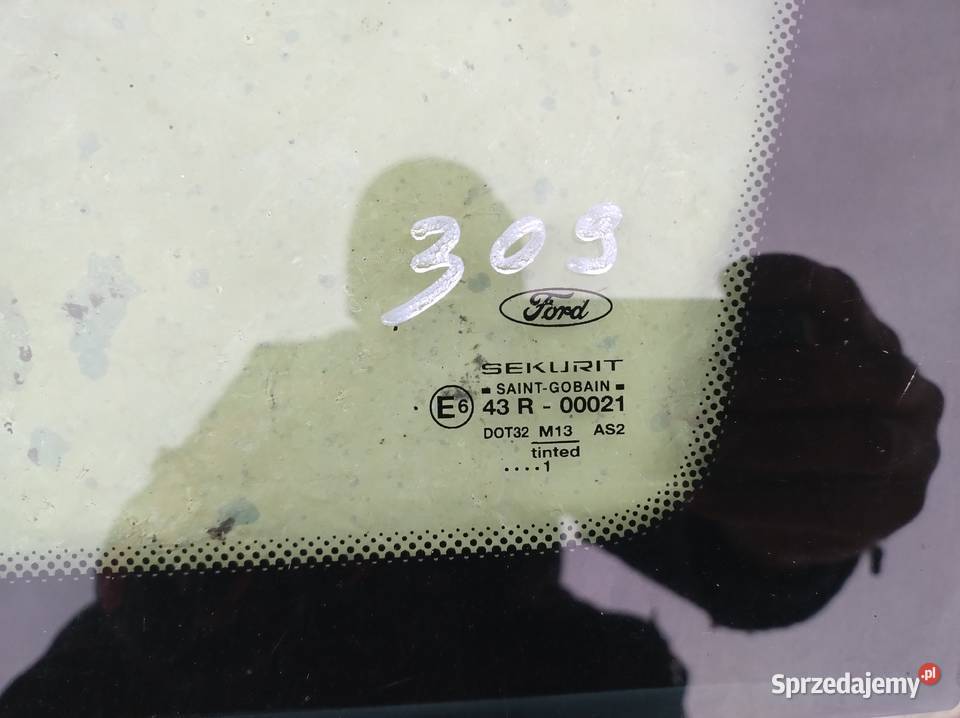 309
Ford
SEKURIT
SAINT-GOBAIN
E6 43 R - 00021
DOT32 M13 AS2
tinted
....1
Sprzedajemy.pl